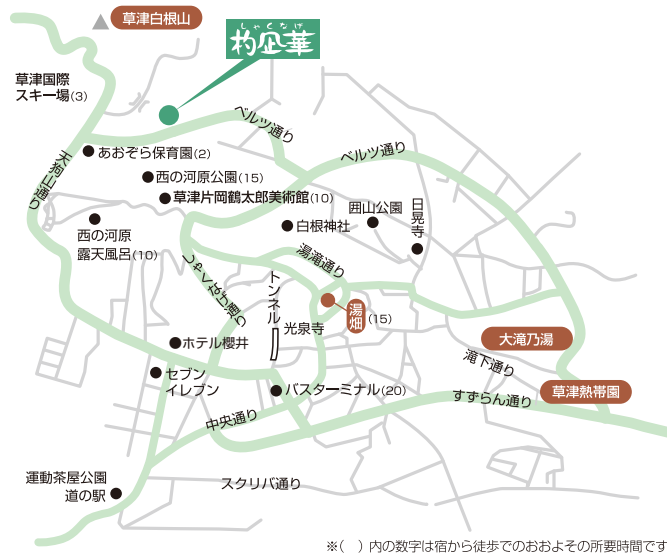 草津白根山
しゃくなげ
杓凪華
草津国際
スキー場(3)
ベルツ通り
ベルツ通り
天狗山通り
あおぞら保育園(2)
西の河原公園(15)
草津片岡鶴太郎美術館(10)
囲山公園
日晃寺
白根神社
西の河原
露天風呂(10)
湯滝通り
しゃくなげ通り
トンネル
光泉寺
湯畑
(15)
大滝乃湯
ホテル櫻井
滝下通り
セブン
イレブン
バスターミナル(20)
草津熱帯園
すずらん通り
中央通り
運動茶屋公園
道の駅
スクリバ通り
※( )内の数字は宿から徒歩でのおおよその所要時間です